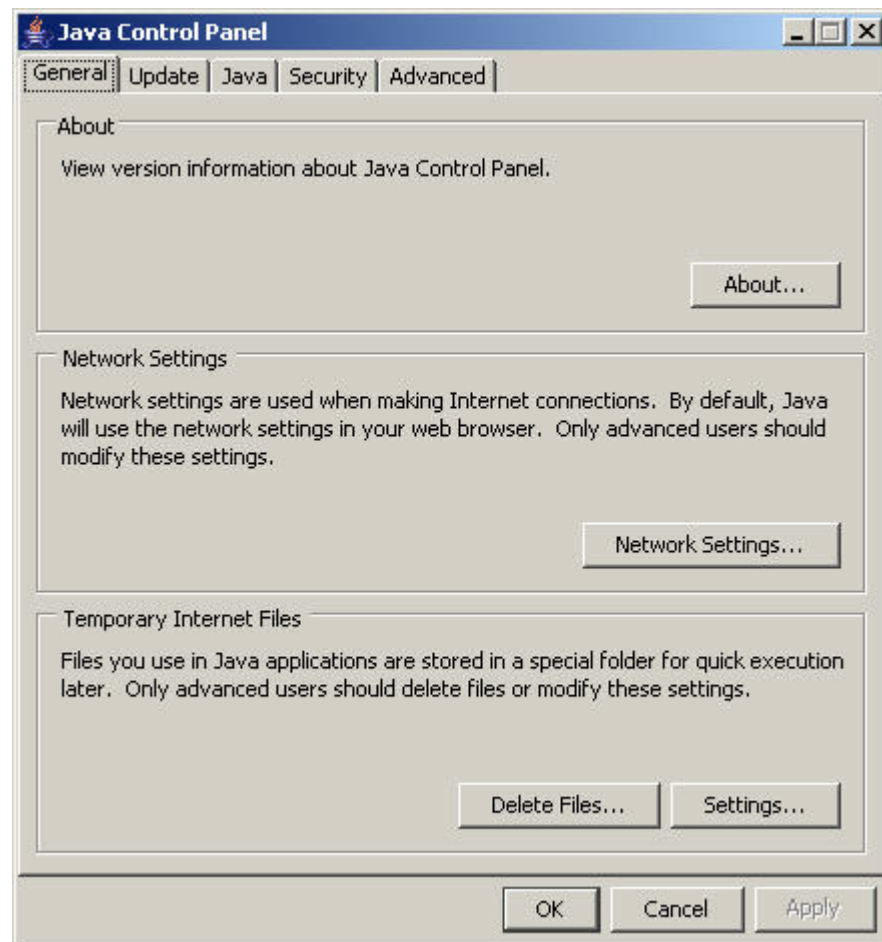 Java Control Panel
General Update Java Security Advanced
About
View version information about Java Control Panel.
About...
Network Settings
Network settings are used when making Internet connections.  By default, Java
will use the network settings in your web browser.  Only advanced users should
modify these settings.
Network Settings...
Temporary Internet Files
Files you use in Java applications are stored in a special folder for quick execution
later.  Only advanced users should delete files or modify these settings.
Delete Files... Settings...
OK Cancel Apply